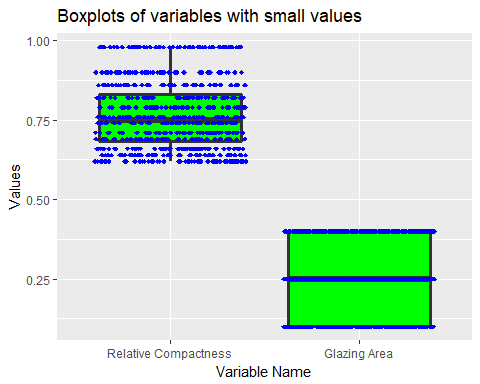 Boxplots of variables with small values
1.00
0.75
0.50
0.25
Values
Relative Compactness
Glazing Area
Variable Name